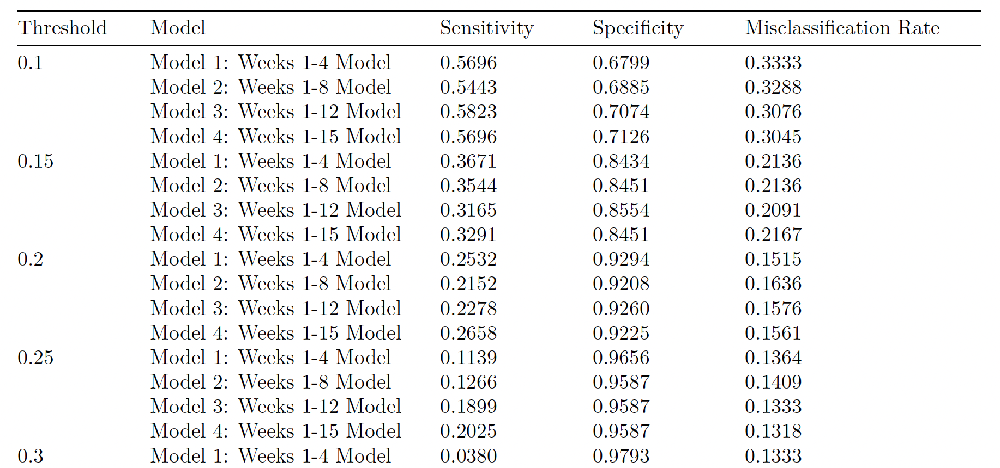 Threshold Model Sensitivity Specificity Misclassification Rate
0.1 Model 1: Weeks 1-4 Model 0.5696 0.6799 0.3333
Model 2: Weeks 1-8 Model 0.5443 0.6885 0.3288
Model 3: Weeks 1-12 Model 0.5823 0.7074 0.3076
Model 4: Weeks 1-15 Model 0.5696 0.7126 0.3045
0.15 Model 1: Weeks 1-4 Model 0.3671 0.8434 0.2136
Model 2: Weeks 1-8 Model 0.3544 0.8451 0.2136
Model 3: Weeks 1-12 Model 0.3165 0.8554 0.2091
Model 4: Weeks 1-15 Model 0.3291 0.8451 0.2167
0.2 Model 1: Weeks 1-4 Model 0.2532 0.9294 0.1515
Model 2: Weeks 1-8 Model 0.2152 0.9208 0.1636
Model 3: Weeks 1-12 Model 0.2278 0.9260 0.1576
Model 4: Weeks 1-15 Model 0.2658 0.9225 0.1561
0.25 Model 1: Weeks 1-4 Model 0.1139 0.9656 0.1364
Model 2: Weeks 1-8 Model 0.1266 0.9587 0.1409
Model 3: Weeks 1-12 Model 0.1899 0.9587 0.1333
Model 4: Weeks 1-15 Model 0.2025 0.9587 0.1318
0.3 Model 1: Weeks 1-4 Model 0.0380 0.9793 0.1333